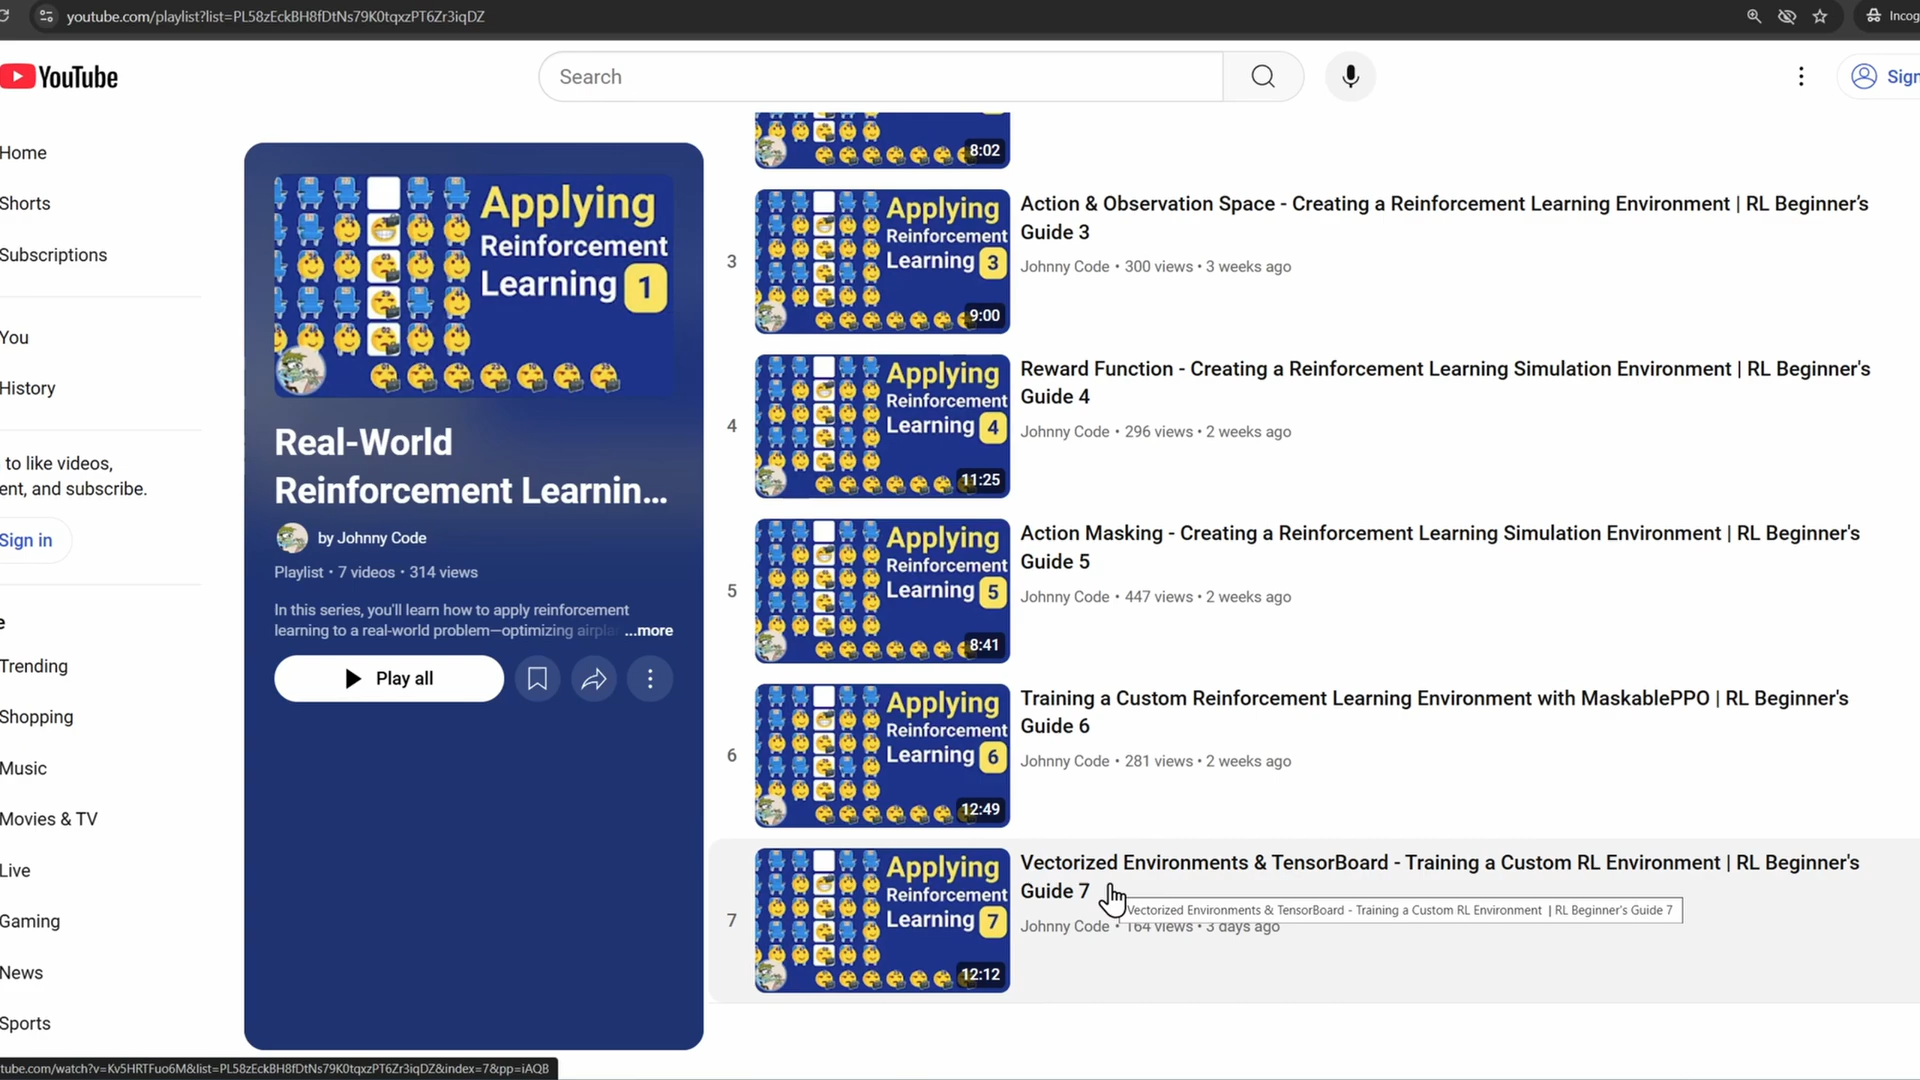 youtube.com/playlist?list=PL58zEckBH8fDtNs79K0tqxzPT6Zr3iqDZ
Incog
YouTube
Search
Sign
Home
Shorts
Subscriptions
You
History
to like videos,
ent, and subscribe.
Sign in
e
Trending
Shopping
Music
Movies & TV
Live
Gaming
News
Sports
Applying
Reinforcement
Learning 1
Real-World
Reinforcement Learnin...
by Johnny Code
Playlist • 7 videos • 314 views
In this series, you'll learn how to apply reinforcement
learning to a real-world problem—optimizing airpla ...more
Play all
8:02
3
Applying
Reinforcement
Learning 3
9:00
Action & Observation Space - Creating a Reinforcement Learning Environment | RL Beginner's
Guide 3
Johnny Code • 300 views • 3 weeks ago
4
Applying
Reinforcement
Learning 4
11:25
Reward Function - Creating a Reinforcement Learning Simulation Environment | RL Beginner's
Guide 4
Johnny Code • 296 views • 2 weeks ago
5
Applying
Reinforcement
Learning 5
8:41
Action Masking - Creating a Reinforcement Learning Simulation Environment | RL Beginner's
Guide 5
Johnny Code • 447 views • 2 weeks ago
6
Applying
Reinforcement
Learning 6
12:49
Training a Custom Reinforcement Learning Environment with MaskablePPO | RL Beginner's
Guide 6
Johnny Code • 281 views • 2 weeks ago
7
Applying
Reinforcement
Learning 7
12:12
Vectorized Environments & TensorBoard - Training a Custom RL Environment | RL Beginner's
Guide 7
Vectorized Environments & TensorBoard - Training a Custom RL Environment | RL Beginner's Guide 7
Johnny Code • 164 views • 3 days ago
tube.com/watch?v=Kv5HRTFuo6M&list=PL58zEckBH8fDtNs79K0tqxzPT6Zr3iqDZ&index=7&pp=iAQB